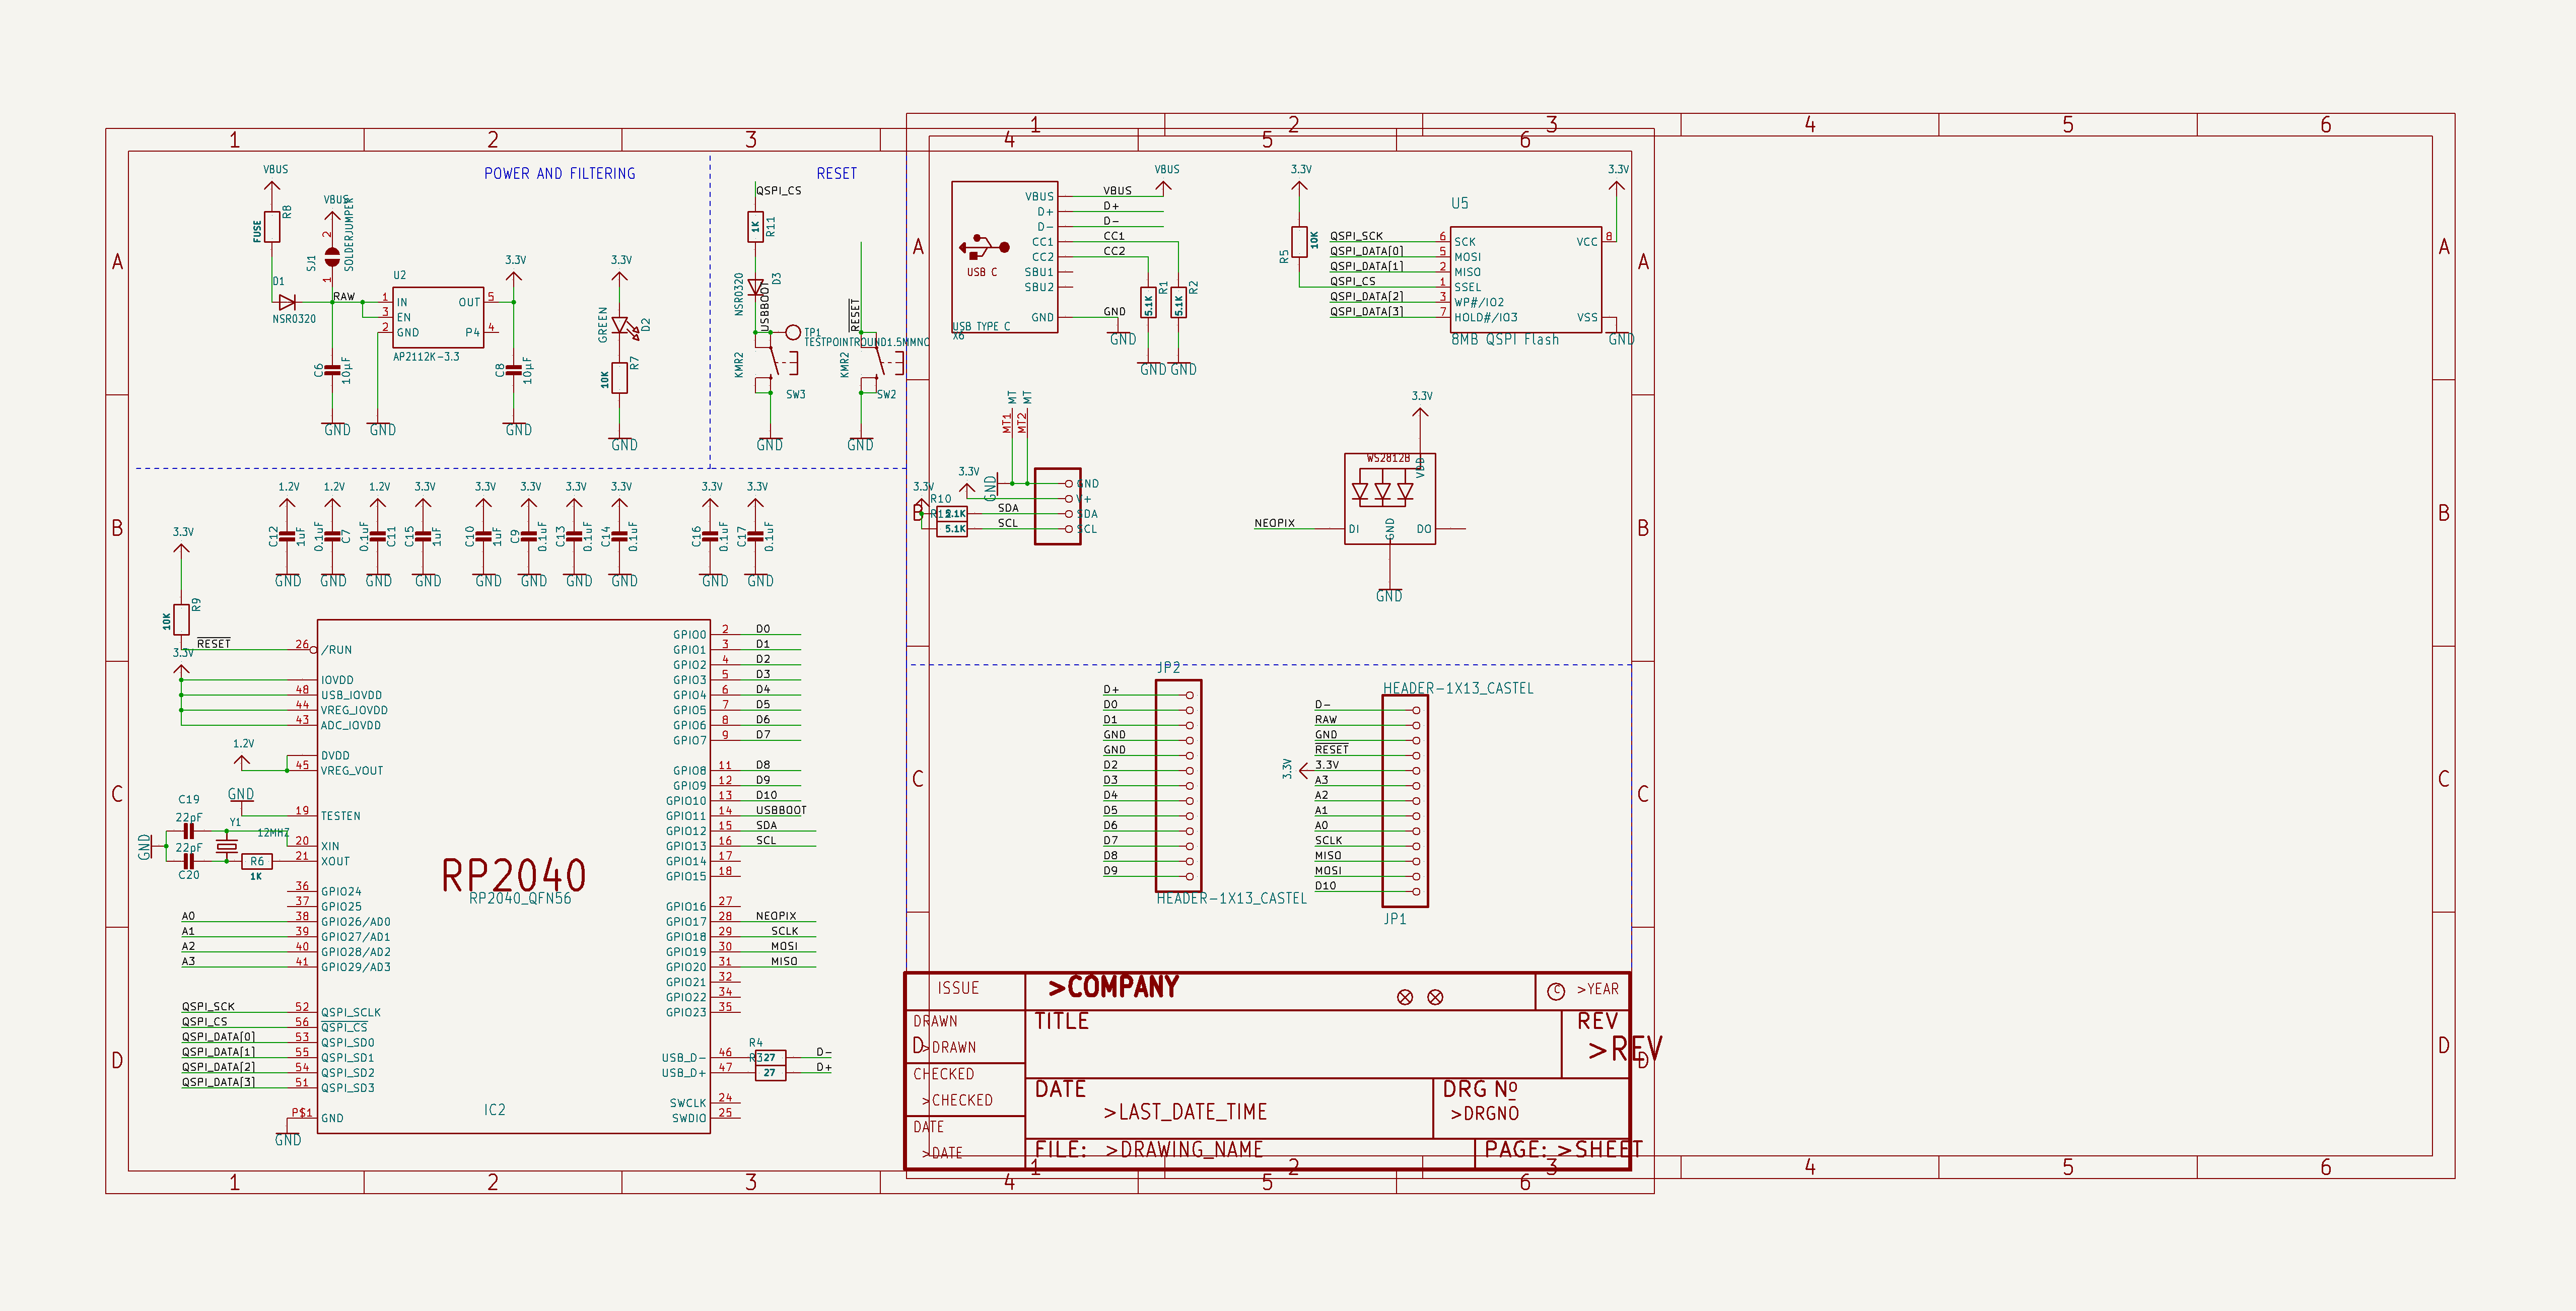 1 2 3 4 5 6
1 2 3 4 5 6
POWER AND FILTERING
RESET
A
B
C
D
A
B
C
D
A
B
C
D
A
B
C
D
VBUS
R8
FUSE
VBUS
SOLDERJUMPER
SJ1
2
1
D1
NSR0320
RAW
U2
1 IN
3 EN
2 GND
OUT 5
P4 4
AP2112K-3.3
C6
10µF
GND
GND
3.3V
C8
10µF
GND
3.3V
GREEN
D2
10K
R7
GND
QSPI_CS
1K
R11
NSR0320
D3
USBBOOT
TP1
TESTPOINTROUND1.5MMNO
KMR2
SW3
GND
RESET
KMR2
SW2
GND
USB C
USB TYPE C
X6
VBUS
D+
D-
CC1
CC2
SBU1
SBU2
GND
VBUS
D+
D-
CC1
CC2
GND
VBUS
5.1K
R1
5.1K
R2
GND
GND
GND
3.3V
R5
10K
QSPI_SCK 6 SCK
QSPI_DATA[0] 5 MOSI
QSPI_DATA[1] 2 MISO
QSPI_CS 1 SSEL
QSPI_DATA[2] 3 WP#/IO2
QSPI_DATA[3] 7 HOLD#/IO3
U5
VCC 8
VSS
8MB QSPI Flash
3.3V
GND
MT MT
MT1 MT2
3.3V
GND
3.3V
R10
5.1K
5.1K
SDA
SCL
GND
V+
SDA
SCL
3.3V
WS2812B
VDD
NEOPIX
DI
GND
DO
GND
1.2V
C12
1uF
GND
1.2V
0.1uF
C7
GND
1.2V
0.1uF
C11
GND
3.3V
C15
1uF
GND
3.3V
C10
1uF
GND
3.3V
C9
0.1uF
GND
3.3V
C13
0.1uF
GND
3.3V
C14
0.1uF
GND
3.3V
C16
0.1uF
GND
3.3V
C17
0.1uF
GND
3.3V
10K
R9
RESET 26 /RUN
3.3V
IOVDD
48 USB_IOVDD
44 VREG_IOVDD
43 ADC_IOVDD
1.2V
DVDD
45 VREG_VOUT
GND
19 TESTEN
C19
22pF
Y1
12MHZ
GND
22pF
C20
R6
1K
20 XIN
21 XOUT
36 GPIO24
37 GPIO25
A0 38 GPIO26/AD0
A1 39 GPIO27/AD1
A2 40 GPIO28/AD2
A3 41 GPIO29/AD3
QSPI_SCK 52 QSPI_SCLK
QSPI_CS 56 QSPI_CS
QSPI_DATA[0] 53 QSPI_SD0
QSPI_DATA[1] 55 QSPI_SD1
QSPI_DATA[2] 54 QSPI_SD2
QSPI_DATA[3] 51 QSPI_SD3
P$1 GND
GND
RP2040
RP2040_QFN56
IC2
GPIO0 2 D0
GPIO1 3 D1
GPIO2 4 D2
GPIO3 5 D3
GPIO4 6 D4
GPIO5 7 D5
GPIO6 8 D6
GPIO7 9 D7
GPIO8 11 D8
GPIO9 12 D9
GPIO10 13 D10
GPIO11 14 USBBOOT
GPIO12 15 SDA
GPIO13 16 SCL
GPIO14 17
GPIO15 18
GPIO16 27
GPIO17 28 NEOPIX
GPIO18 29 SCLK
GPIO19 30 MOSI
GPIO20 31 MISO
GPIO21 32
GPIO22 34
GPIO23 35
R4
USB_D- 46 R3 27 D-
USB_D+ 47 27 D+
SWCLK 24
SWDIO 25
JP2
D+
D0
D1
GND
GND
D2
D3
D4
D5
D6
D7
D8
D9
HEADER-1X13_CASTEL
HEADER-1X13_CASTEL
D-
RAW
GND
RESET
3.3V 3.3V
A3
A2
A1
A0
SCLK
MISO
MOSI
D10
JP1
ISSUE
>COMPANY
© >YEAR
DRAWN
>DRAWN
TITLE
REV
>REV
CHECKED
>CHECKED
DATE
>LAST_DATE_TIME
DRG Nº
>DRGNO
DATE
>DATE
FILE: >DRAWING_NAME
PAGE: >SHEET
1 2 3 4 5 6
1 2 3 4 5 6